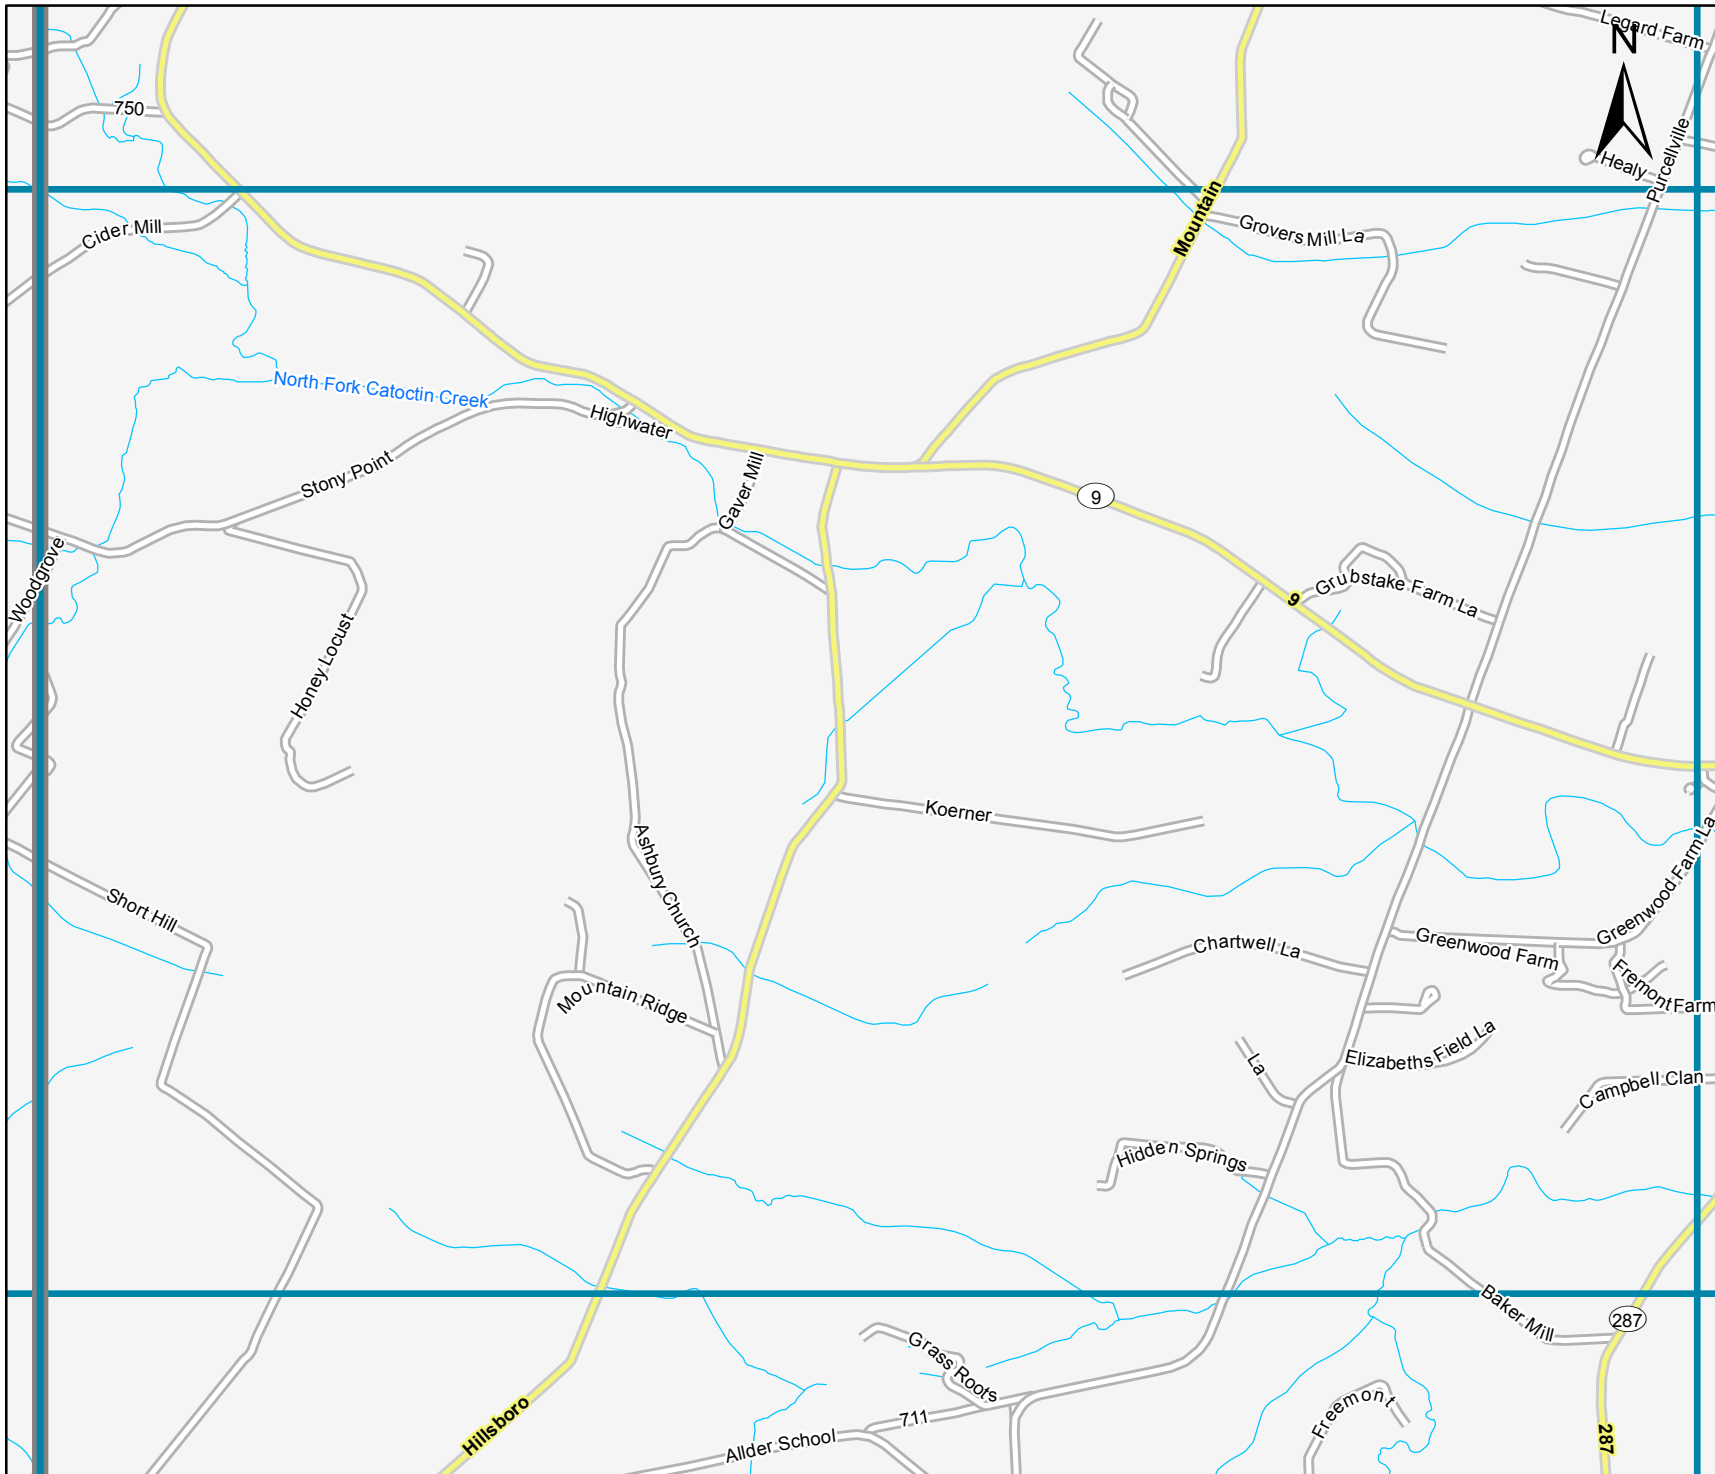 Legard Farm
N
750
Purcellville
Healy
Mountain
Cider Mill
Grovers Mill La
North Fork Catoctin Creek
Highwater
Stony Point
Gaver Mill
9
Woodgrove
9
Grubstake Farm La
Honey Locust
Koerner
Ashbury Church
Greenwood Farm La
Short Hill
Chartwell La
Greenwood Farm
Mountain Ridge
Fremont Farm
La
Elizabeths Field La
Campbell Clan
Hidden Springs
Baker Mill
287
Grass Roots
Freemont
711
Hillsboro
Allder School
287